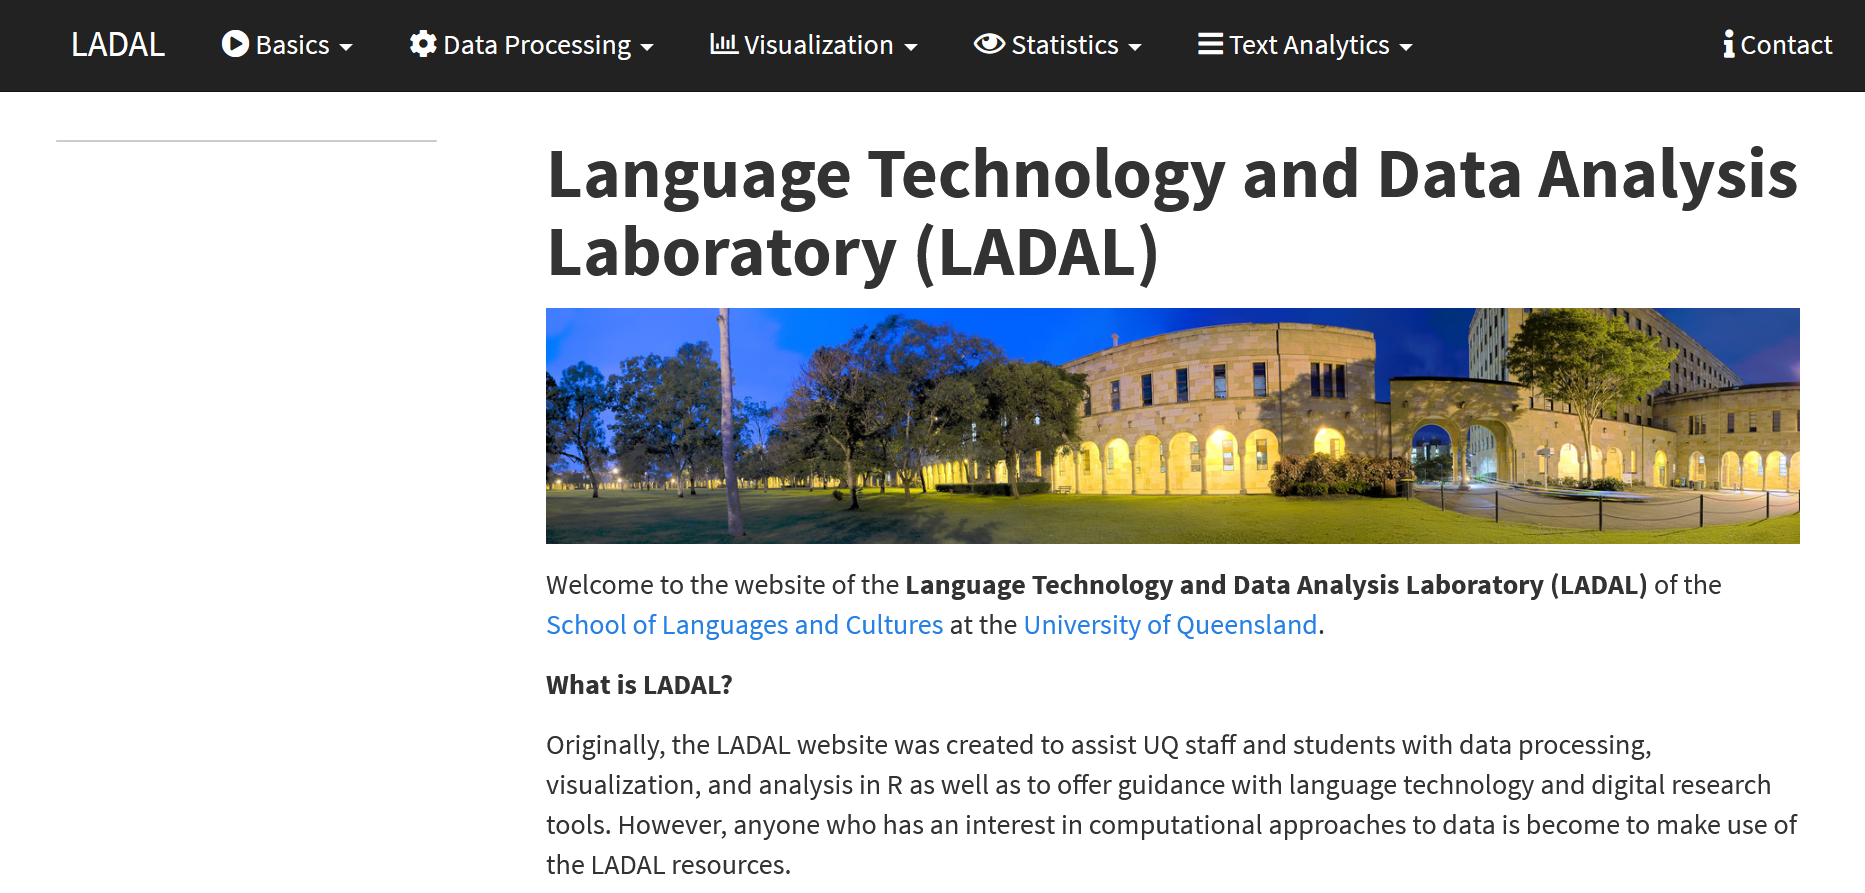 LADAL Basics Data Processing Visualization Statistics Text Analytics Contact
Language Technology and Data Analysis
Laboratory (LADAL)
Welcome to the website of the Language Technology and Data Analysis Laboratory (LADAL) of the
School of Languages and Cultures at the University of Queensland.
What is LADAL?
Originally, the LADAL website was created to assist UQ staff and students with data processing,
visualization, and analysis in R as well as to offer guidance with language technology and digital research
tools. However, anyone who has an interest in computational approaches to data is become to make use of
the LADAL resources.